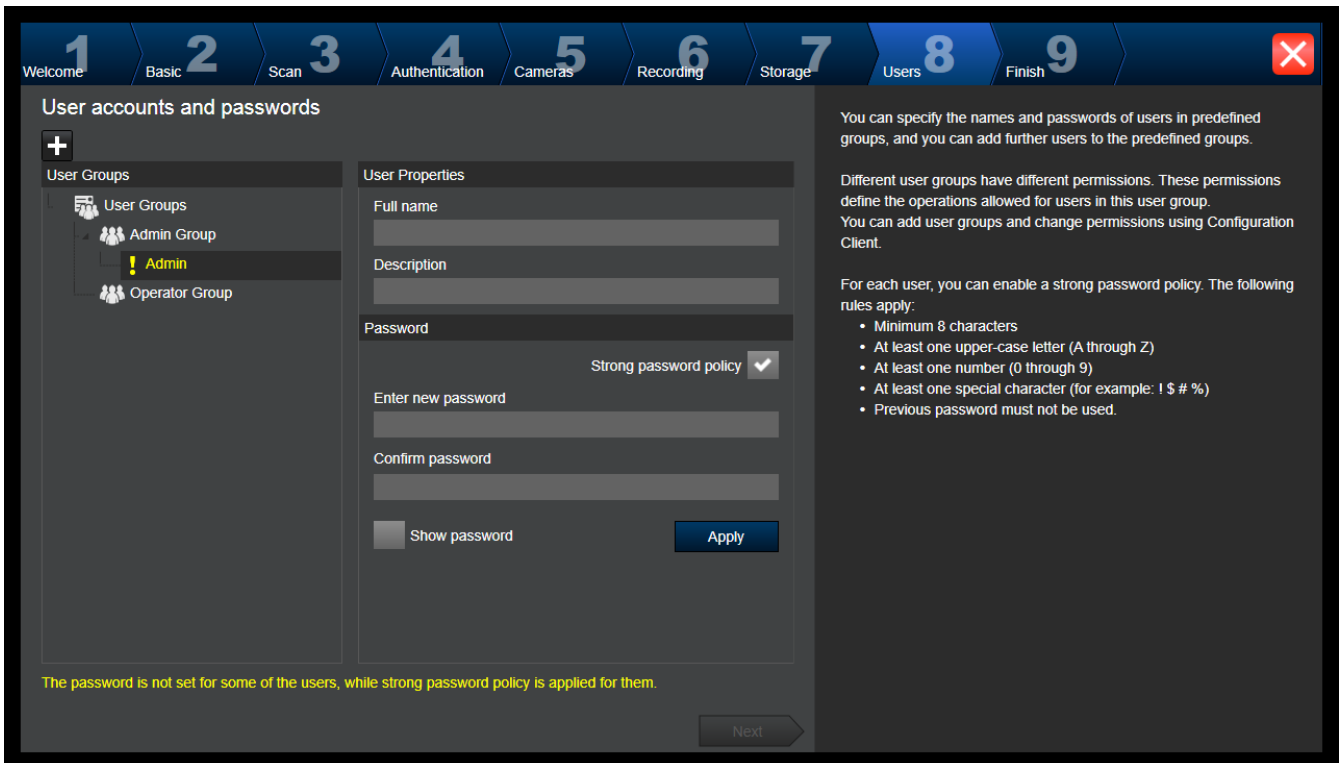 1 2 3 4 5 6 7 8 9
Welcome Basic Scan Authentication Cameras Recording Storage Users Finish
User accounts and passwords
User Groups
User Groups
Admin Group
! Admin
Operator Group
User Properties
Full name
Description
Password
Strong password policy
Enter new password
Confirm password
Show password
Apply
The password is not set for some of the users, while strong password policy is applied for them.
Next
You can specify the names and passwords of users in predefined
groups, and you can add further users to the predefined groups.
Different user groups have different permissions. These permissions
define the operations allowed for users in this user group.
You can add user groups and change permissions using Configuration
Client.
For each user, you can enable a strong password policy. The following
rules apply:
• Minimum 8 characters
• At least one upper-case letter (A through Z)
• At least one number (0 through 9)
• At least one special character (for example: ! $ # %)
• Previous password must not be used.